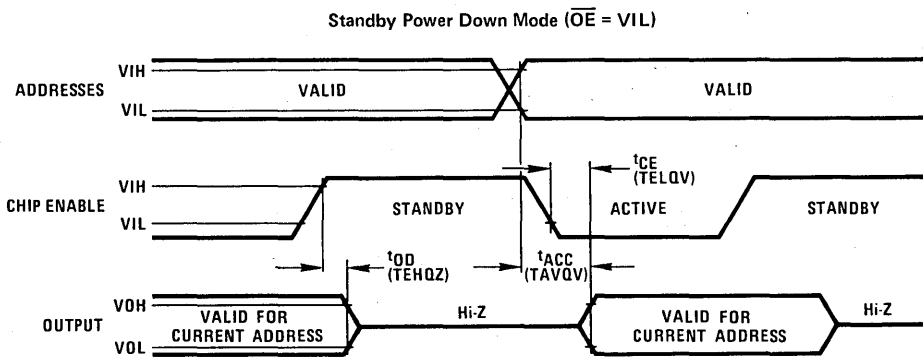 Standby Power Down Mode (OE = VIL)
ADDRESSES
VIH
VIL
VALID
VALID
CHIP ENABLE
VIH
VIL
STANDBY
tCE
(TELQV)
ACTIVE
STANDBY
tOD
(TEHQZ)
tACC
(TAVQV)
OUTPUT
VOH
VOL
VALID FOR
CURRENT ADDRESS
Hi-Z
VALID FOR
CURRENT ADDRESS
Hi-Z